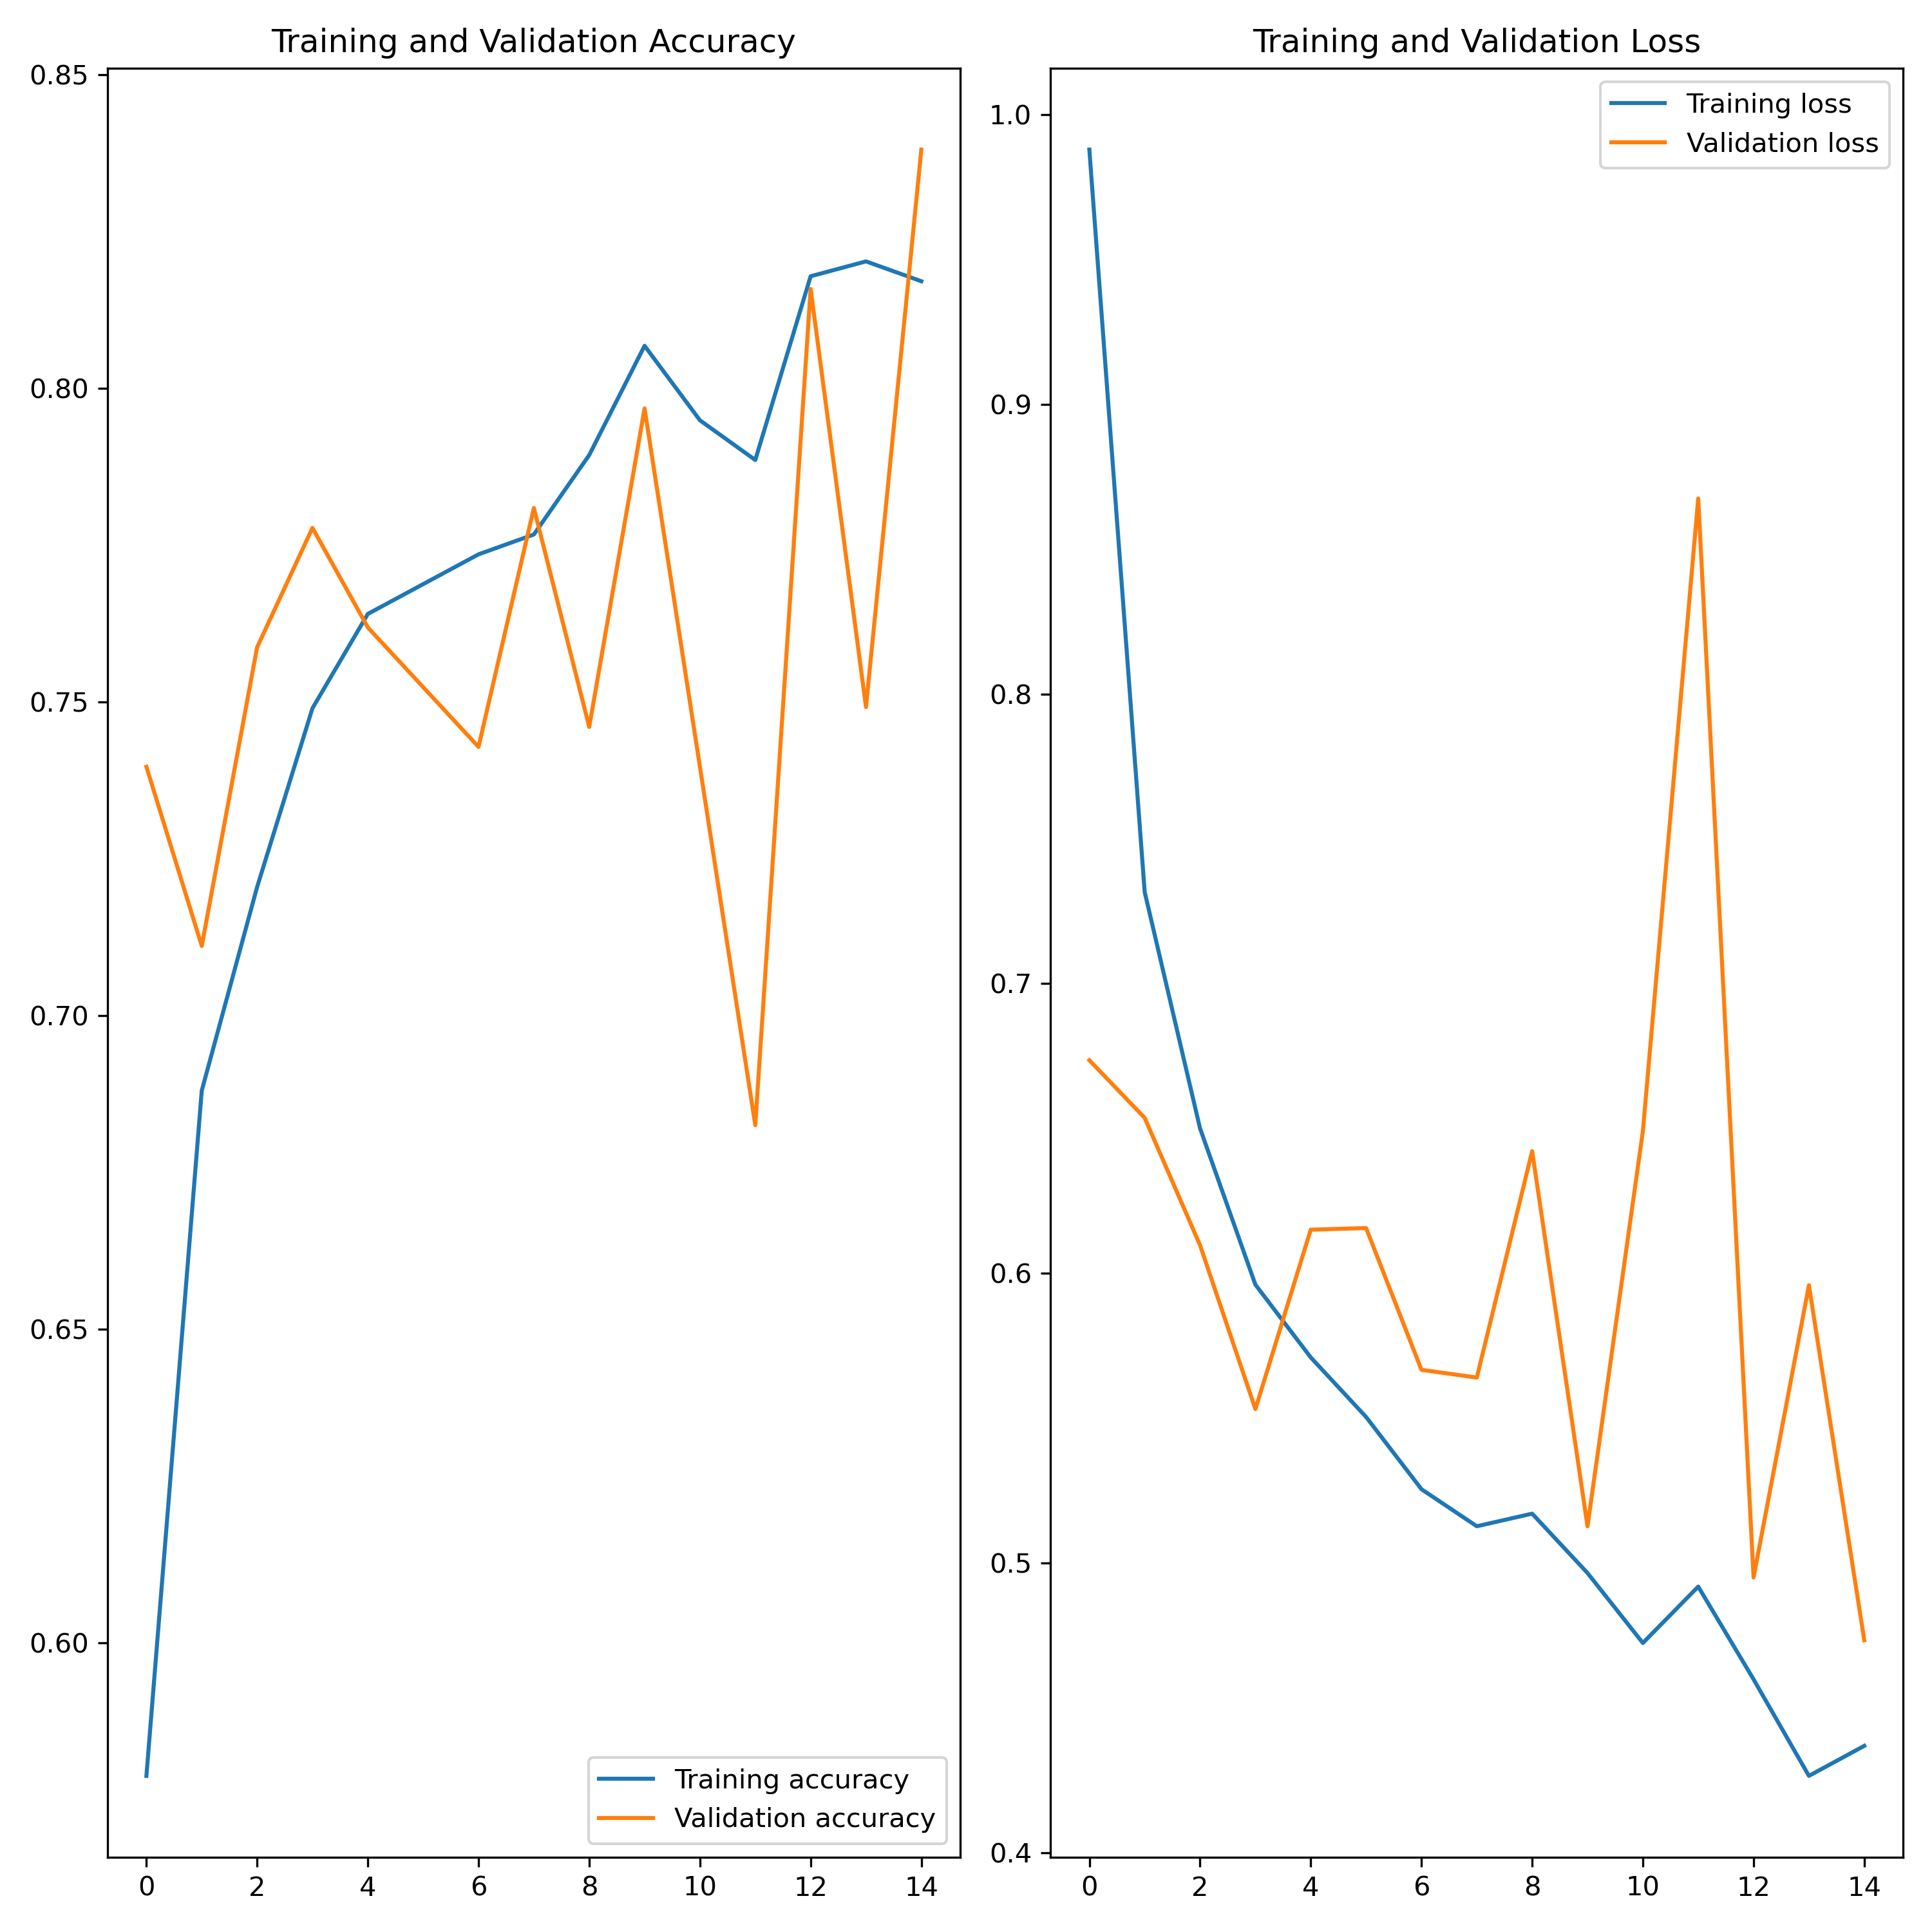 Training and Validation Accuracy
0.85
0.80
0.75
0.70
0.65
0.60
Training accuracy
Validation accuracy
0 2 4 6 8 10 12 14
Training and Validation Loss
1.0
0.9
0.8
0.7
0.6
0.5
0.4
Training loss
Validation loss
0 2 4 6 8 10 12 14